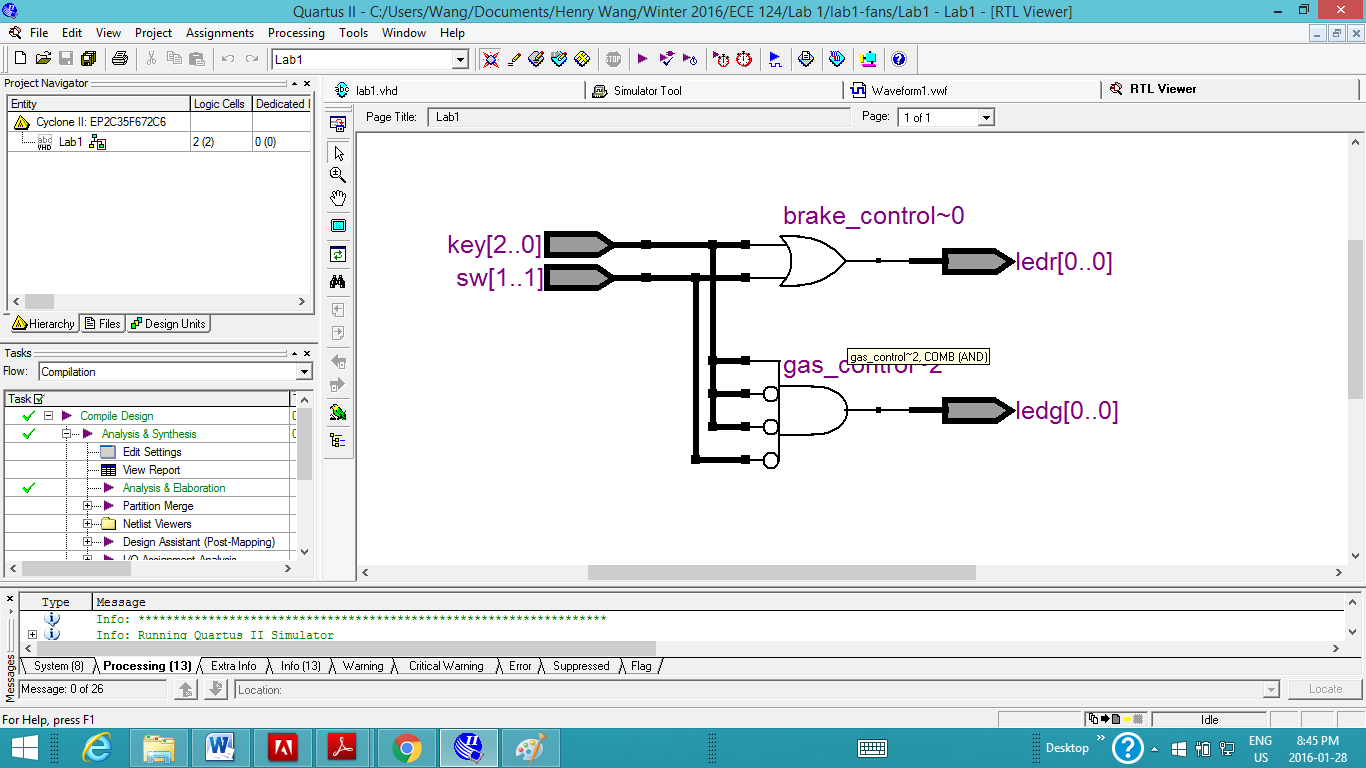 Quartus II - C:/Users/Wang/Documents/Henry Wang/Winter 2016/ECE 124/Lab 1/lab1-fans/Lab1 - Lab1 - [RTL Viewer]
File Edit View Project Assignments Processing Tools Window Help
Lab1
STOP
Project Navigator
Entity Logic Cells Dedicated
Cyclone II: EP2C35F672C6
abc VHD Lab1 2 (2) 0 (0)
Hierarchy Files Design Units
Tasks
Flow: Compilation
Task
Compile Design
Analysis & Synthesis
Edit Settings
View Report
Analysis & Elaboration
Partition Merge
Netlist Viewers
Design Assistant (Post-Mapping)
I/O Assignment Analysis
lab1.vhd Simulator Tool Waveform1.vwf RTL Viewer
Page Title: Lab1 Page: 1 of 1
brake_control~0
key[2..0]
sw[1..1]
ledr[0..0]
gas_control~2, COMB (AND)
gas_control~2
ledg[0..0]
Type Message
Info: *******************************************************************
Info: Running Quartus II Simulator
System (8) Processing (13) Extra Info Info (13) Warning Critical Warning Error Suppressed Flag
Messages
Message: 0 of 26 Location: Locate
For Help, press F1 Idle
Desktop » ENG US 8:45 PM 2016-01-28